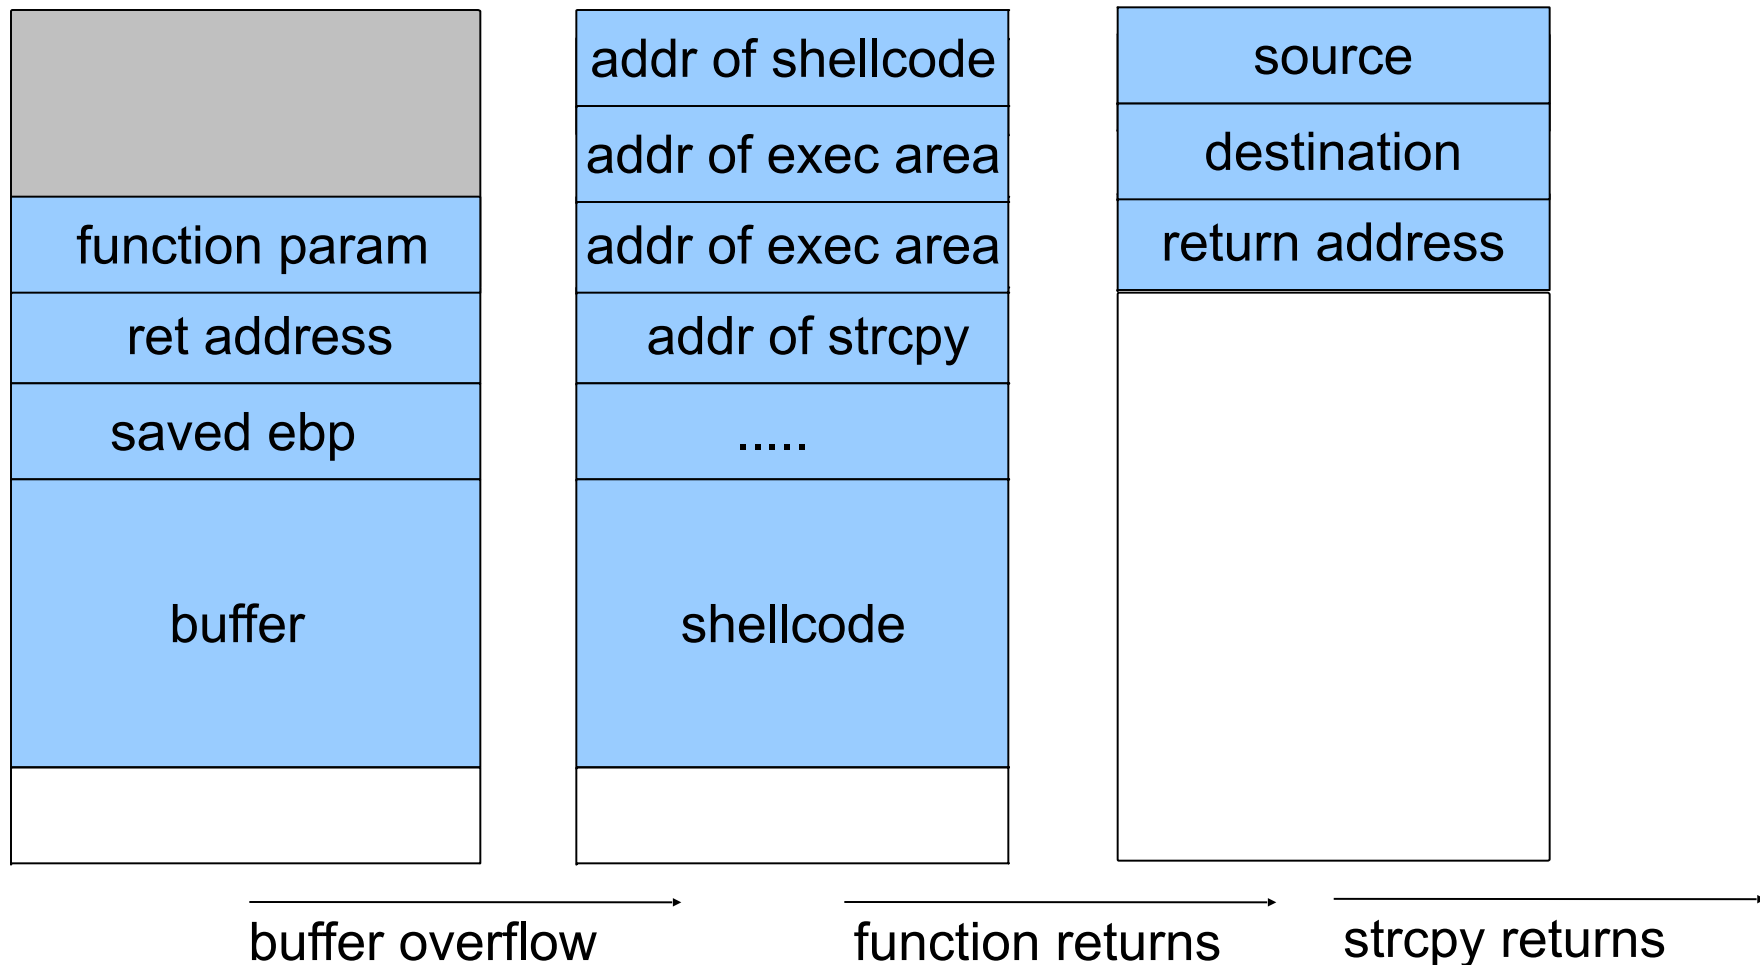 function param
ret address
saved ebp
buffer
addr of shellcode
addr of exec area
addr of exec area
addr of strcpy
.....
shellcode
source
destination
return address
buffer overflow
function returns
strcpy returns